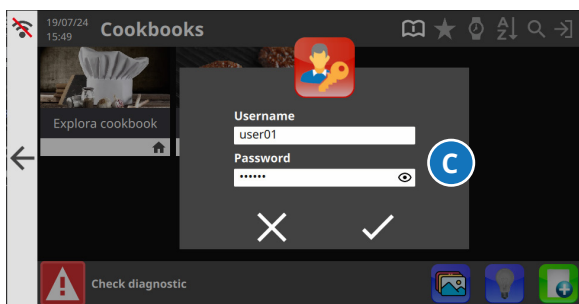 19/07/24
15:49
Cookbooks
A
Z
Explora cookbook
Username
user01
Password
••••••
C
Check diagnostic